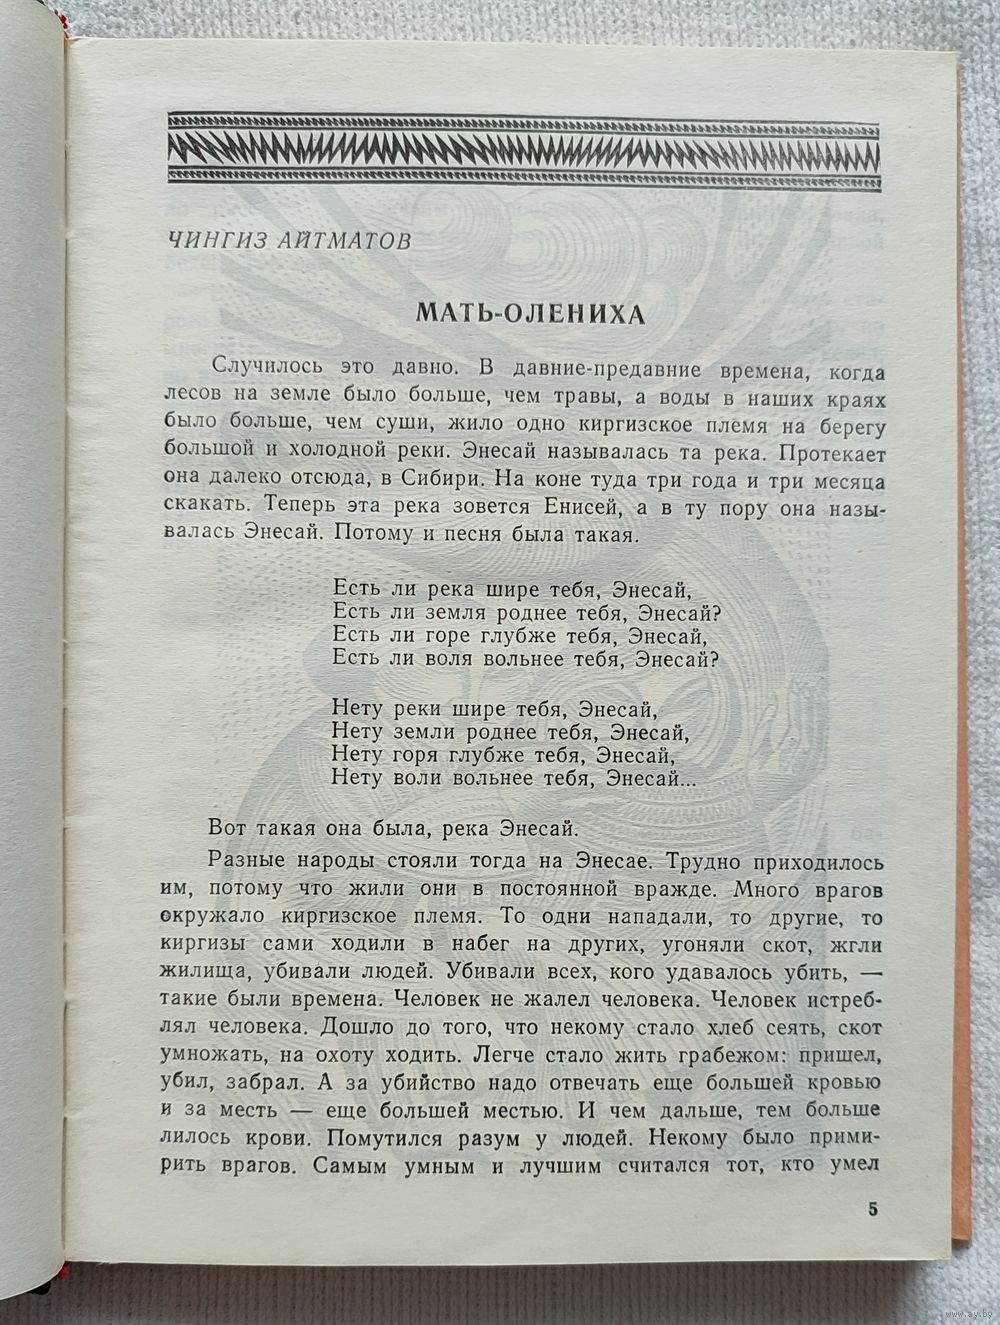 ЧИНГИЗ АЙТМАТОВ
МАТЬ-ОЛЕНИХА
Случилось это давно. В давние-предавние времена, когда
лесов на земле было больше, чем травы, а воды в наших краях
было больше, чем суши, жило одно киргизское племя на берегу
большой и холодной реки. Энесай называлась та река. Протекает
она далеко отсюда, в Сибири. На коне туда три года и три месяца
скакать. Теперь эта река зовется Енисей, а в ту пору она назы-
валась Энесай. Потому и песня была такая.
Есть ли река шире тебя, Энесай,
Есть ли земля роднее тебя, Энесай?
Есть ли горе глубже тебя, Энесай,
Есть ли воля вольнее тебя, Энесай?
Нету реки шире тебя, Энесай,
Нету земли роднее тебя, Энесай,
Нету горя глубже тебя, Энесай,
Нету воли вольнее тебя, Энесай...
Вот такая она была, река Энесай.
Разные народы стояли тогда на Энесае. Трудно приходилось
им, потому что жили они в постоянной вражде. Много врагов
окружало киргизское племя. То одни нападали, то другие, то
киргизы сами ходили в набег на других, угоняли скот, жгли
жилища, убивали людей. Убивали всех, кого удавалось убить, —
такие были времена. Человек не жалел человека. Человек истреб-
лял человека. Дошло до того, что некому стало хлеб сеять, скот
умножать, на охоту ходить. Легче стало жить грабежом: пришел,
убил, забрал. А за убийство надо отвечать еще большей кровью
и за месть — еще большей местью. И чем дальше, тем больше
лилось крови. Помутился разум у людей. Некому было прими-
рить врагов. Самым умным и лучшим считался тот, кто умел
5
www.ay.by